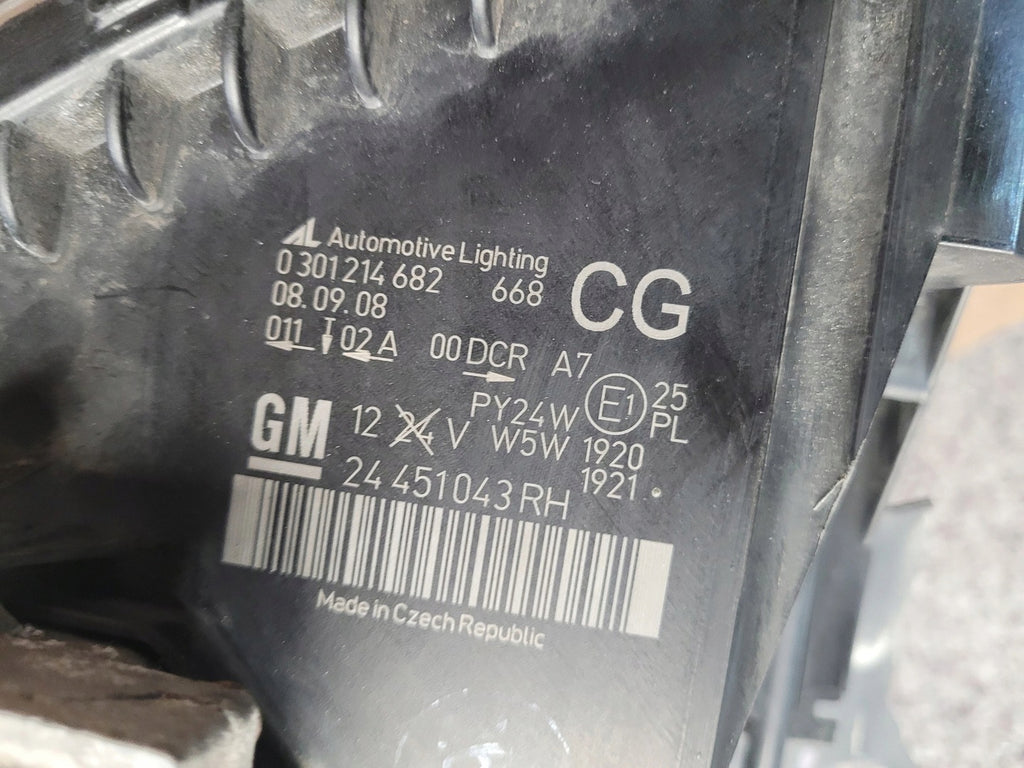 AL Automotive Lighting
0 301 214 682 668 CG
08.09.08
011 T 02 A 00 DCR A7
E1 25 PL
GM 12 24 V PY24W 1920
W5W 1921
24 451043 RH
Made in Czech Republic